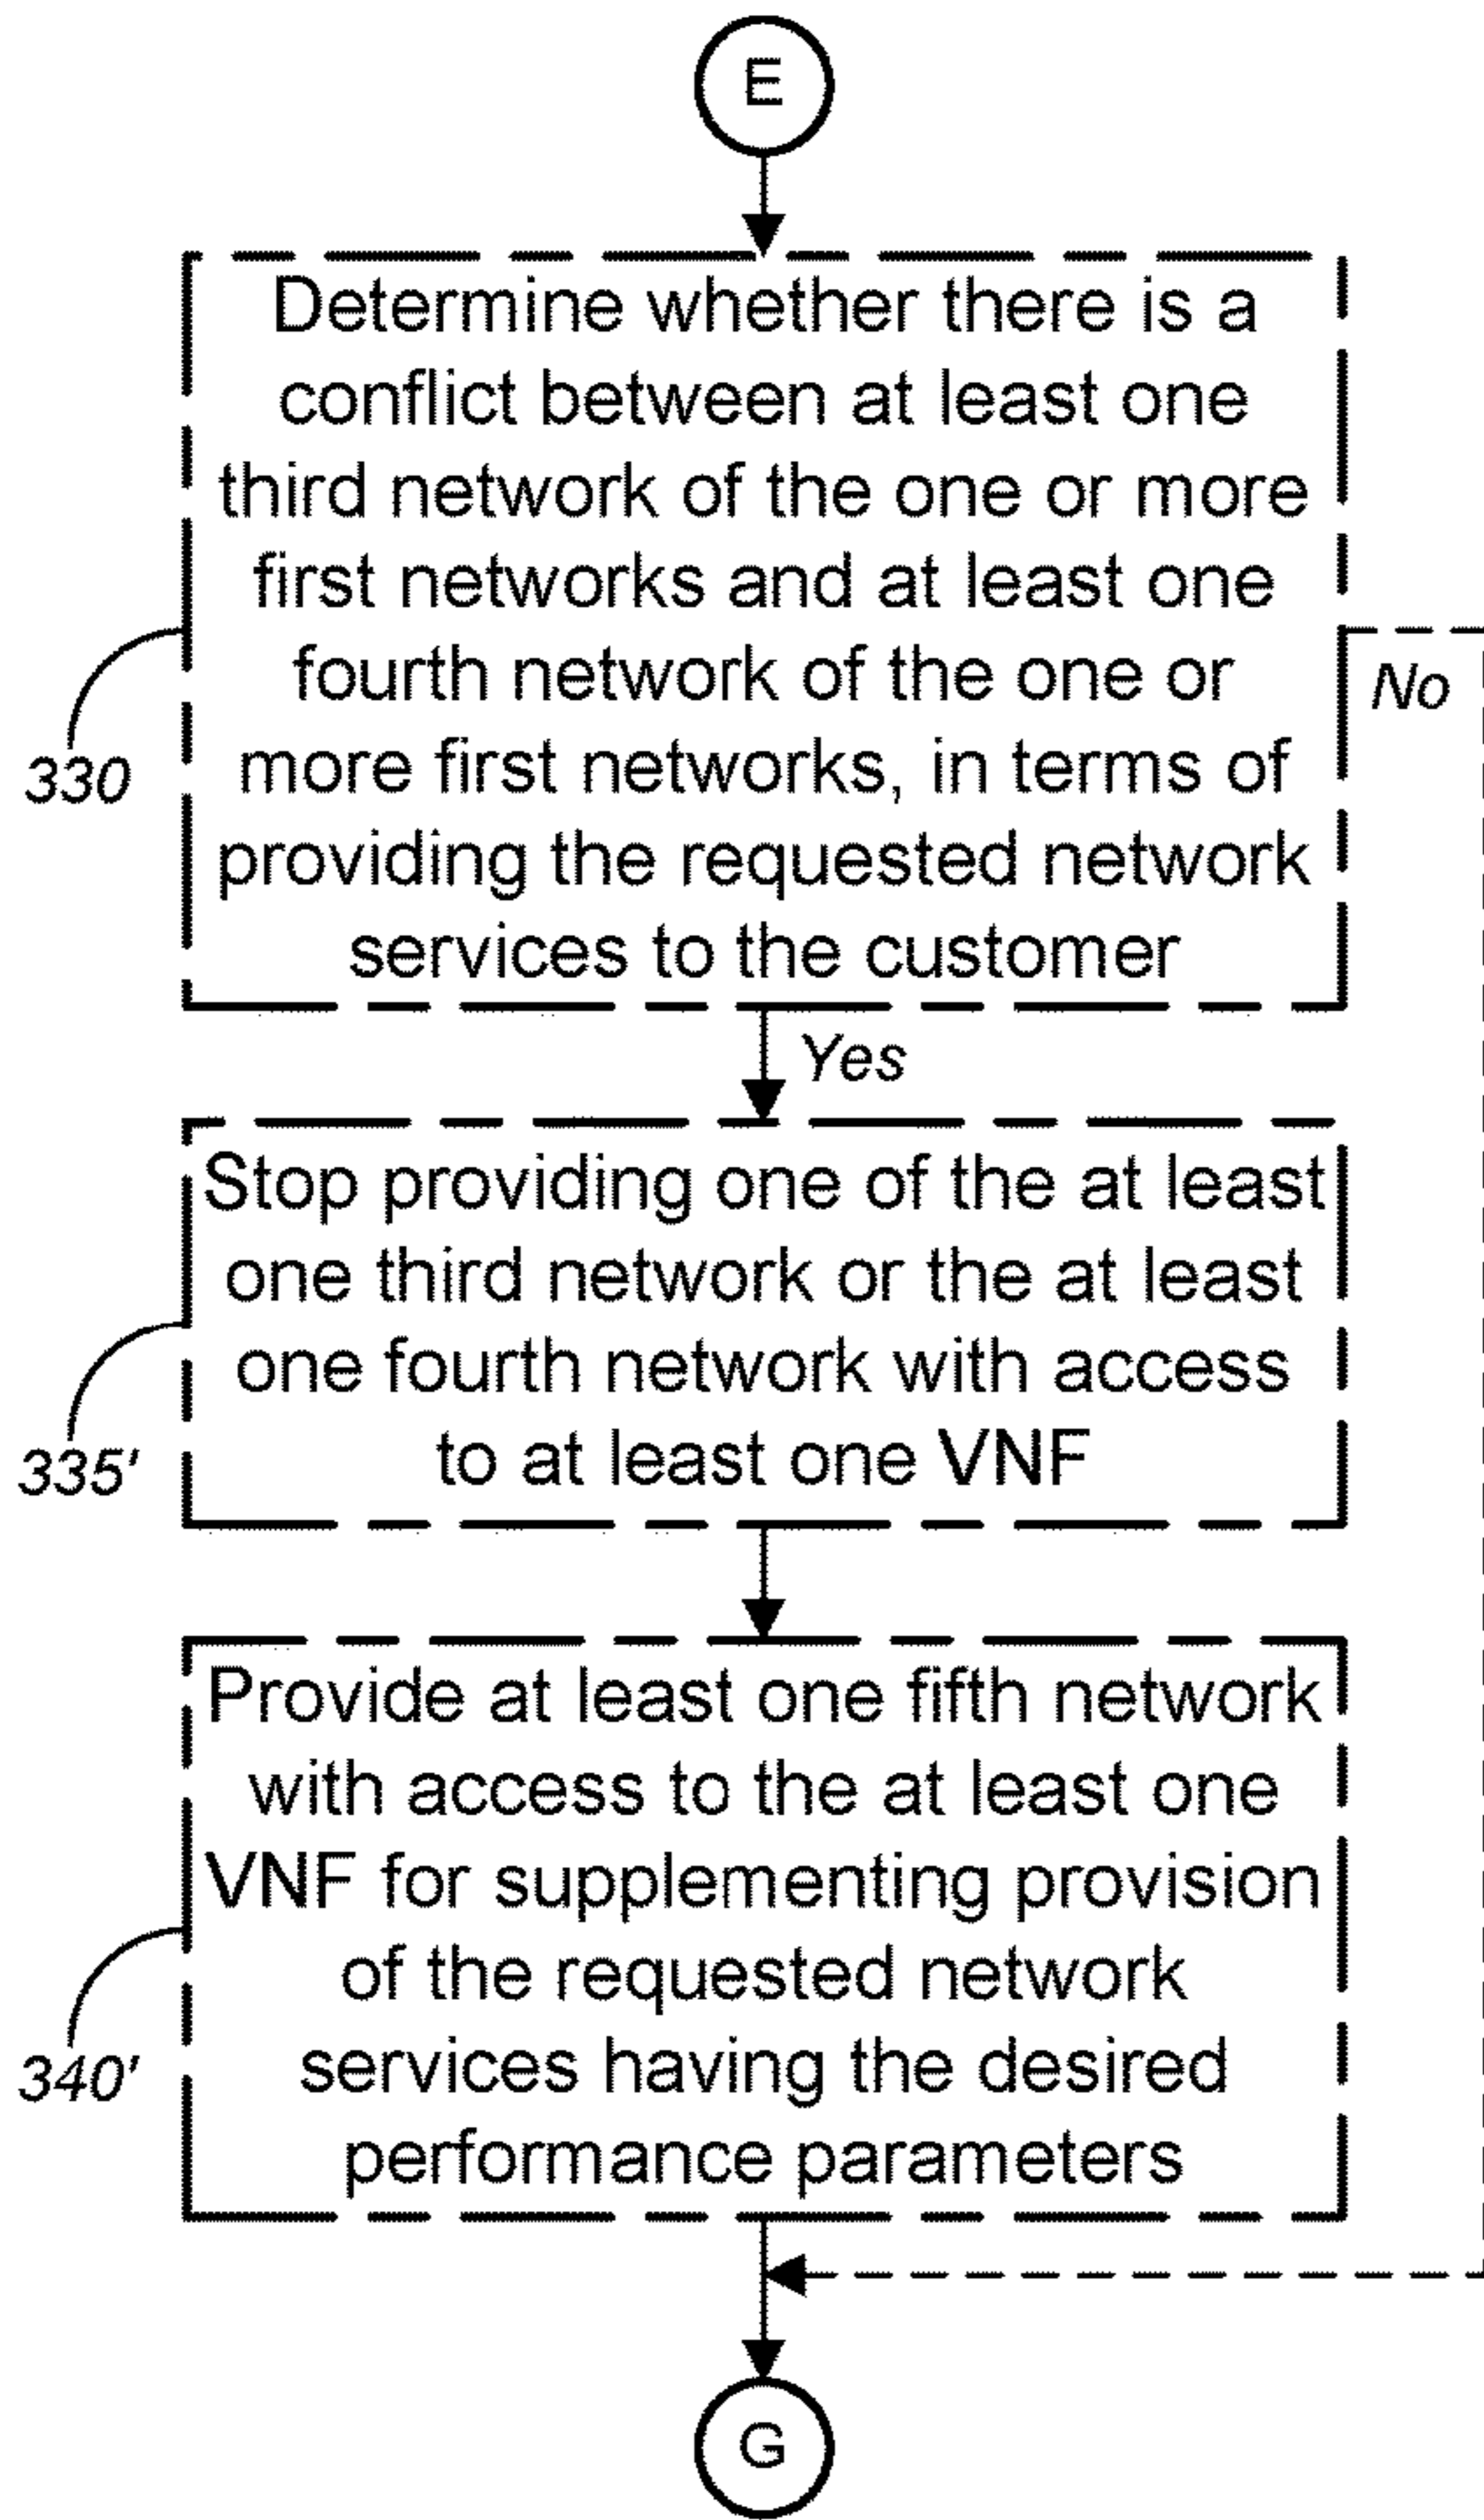 E
Determine whether there is a
conflict between at least one
third network of the one or more
first networks and at least one
fourth network of the one or
more first networks, in terms of
providing the requested network
services to the customer
No
330
Yes
Stop providing one of the at least
one third network or the at least
one fourth network with access
to at least one VNF
335'
Provide at least one fifth network
with access to the at least one
VNF for supplementing provision
of the requested network
services having the desired
performance parameters
340'
G